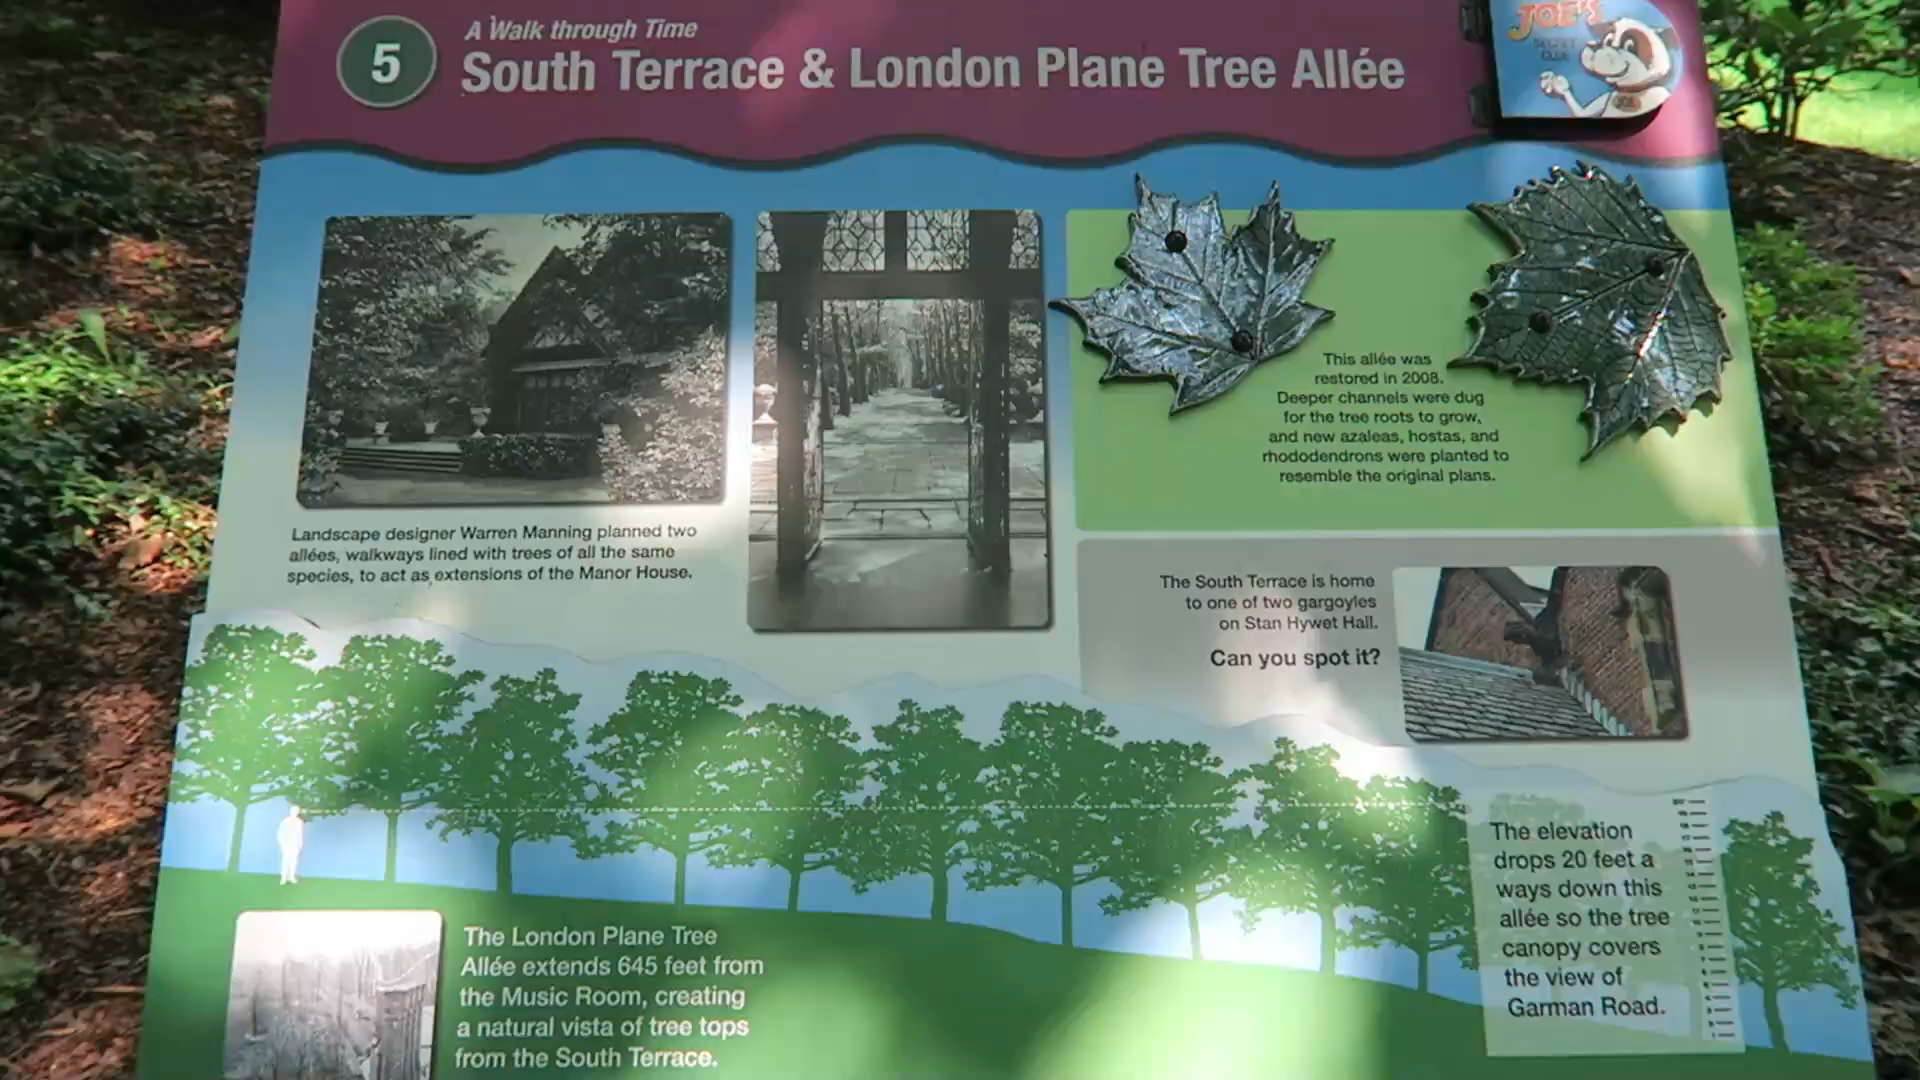 5
A Walk through Time
South Terrace & London Plane Tree Allée
JOE'S
SECRET
CLUB
JOE
This allée was
restored in 2008.
Deeper channels were dug
for the tree roots to grow,
and new azaleas, hostas, and
rhododendrons were planted to
resemble the original plans.
Landscape designer Warren Manning planned two
allées, walkways lined with trees of all the same
species, to act as extensions of the Manor House.
The South Terrace is home
to one of two gargoyles
on Stan Hywet Hall.
Can you spot it?
The elevation
drops 20 feet a
ways down this
allée so the tree
canopy covers
the view of
Garman Road.
The London Plane Tree
Allée extends 645 feet from
the Music Room, creating
a natural vista of tree tops
from the South Terrace.